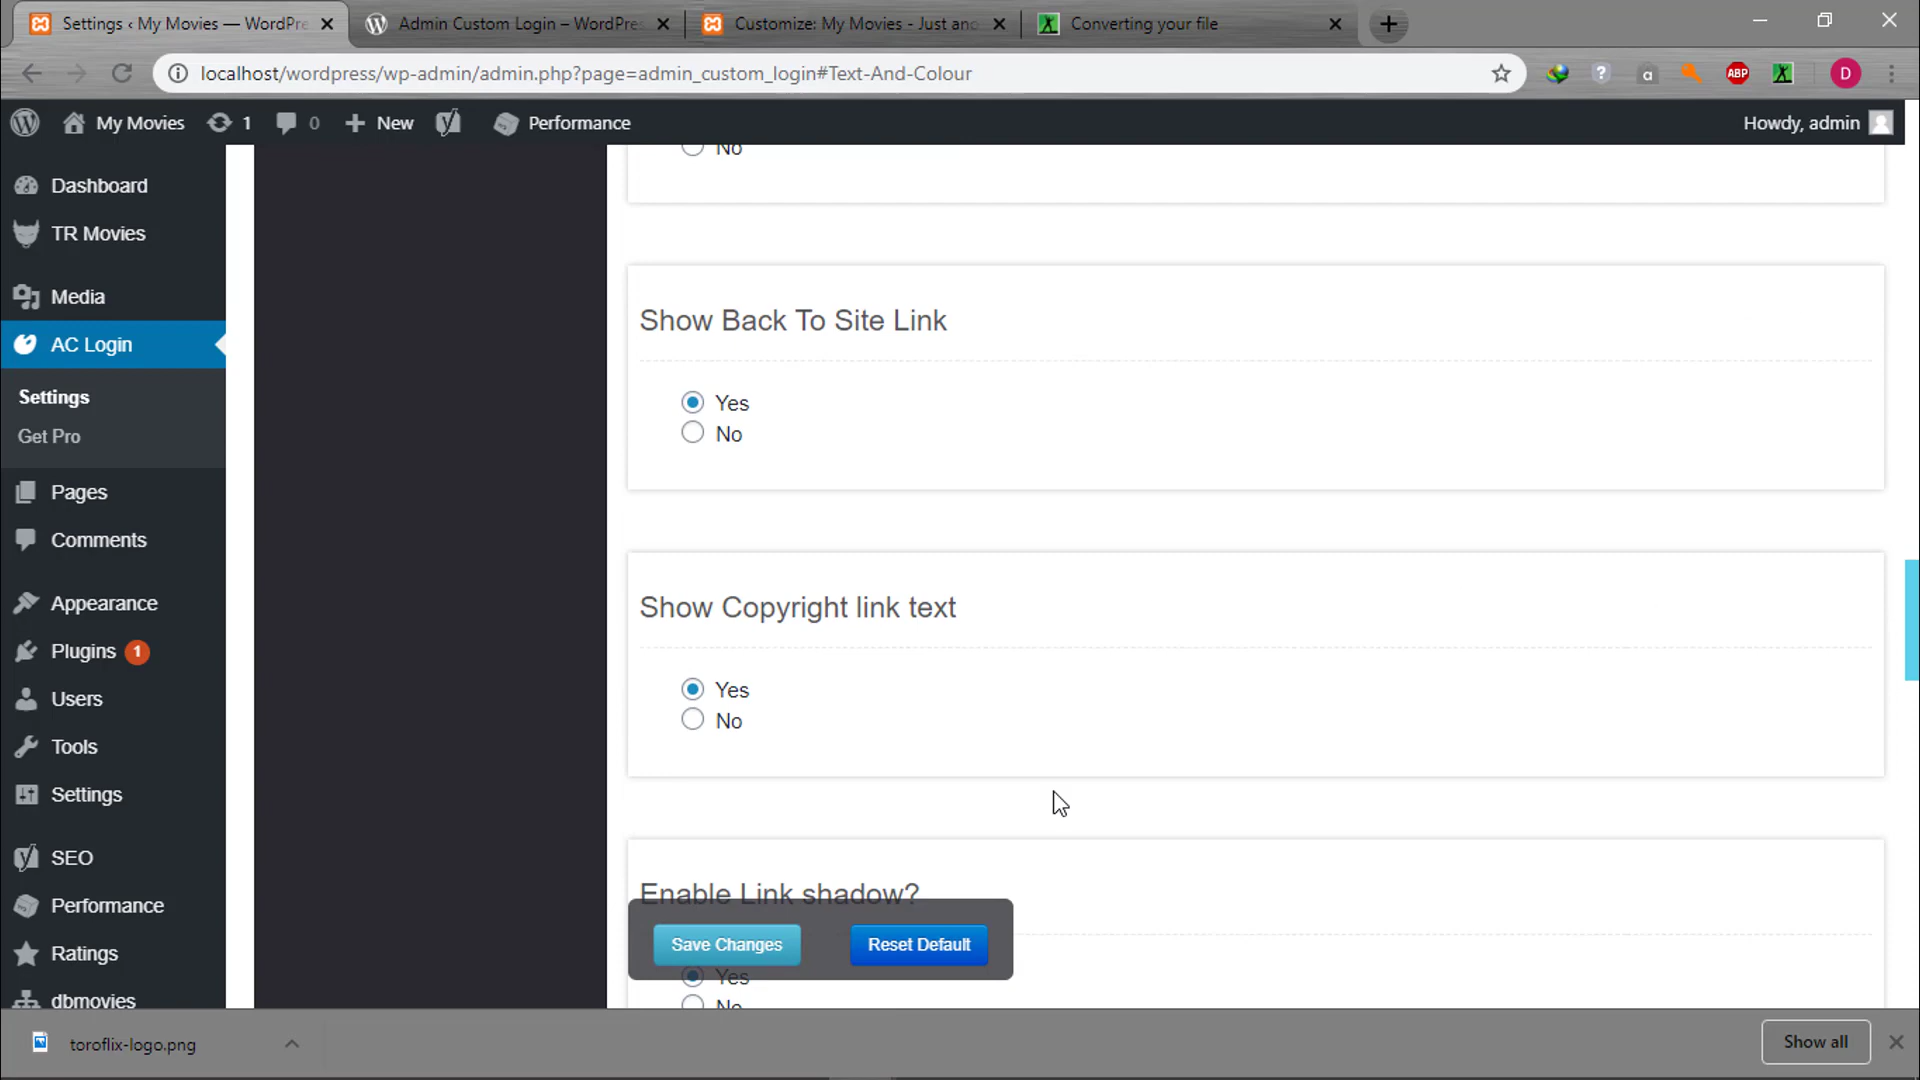 Settings ‹ My Movies — WordPre
Admin Custom Login – WordPres
Customize: My Movies - Just ano
Converting your file
localhost/wordpress/wp-admin/admin.php?page=admin_custom_login#Text-And-Colour
ABP
D
My Movies
1
0
New
Performance
Howdy, admin
No
Dashboard
TR Movies
Media
AC Login
Settings
Get Pro
Pages
Comments
Appearance
Plugins 1
Users
Tools
Settings
SEO
Performance
Ratings
dbmovies
Show Back To Site Link
Yes
No
Show Copyright link text
Yes
No
Enable Link shadow?
Save Changes
Reset Default
Yes
No
toroflix-logo.png
Show all